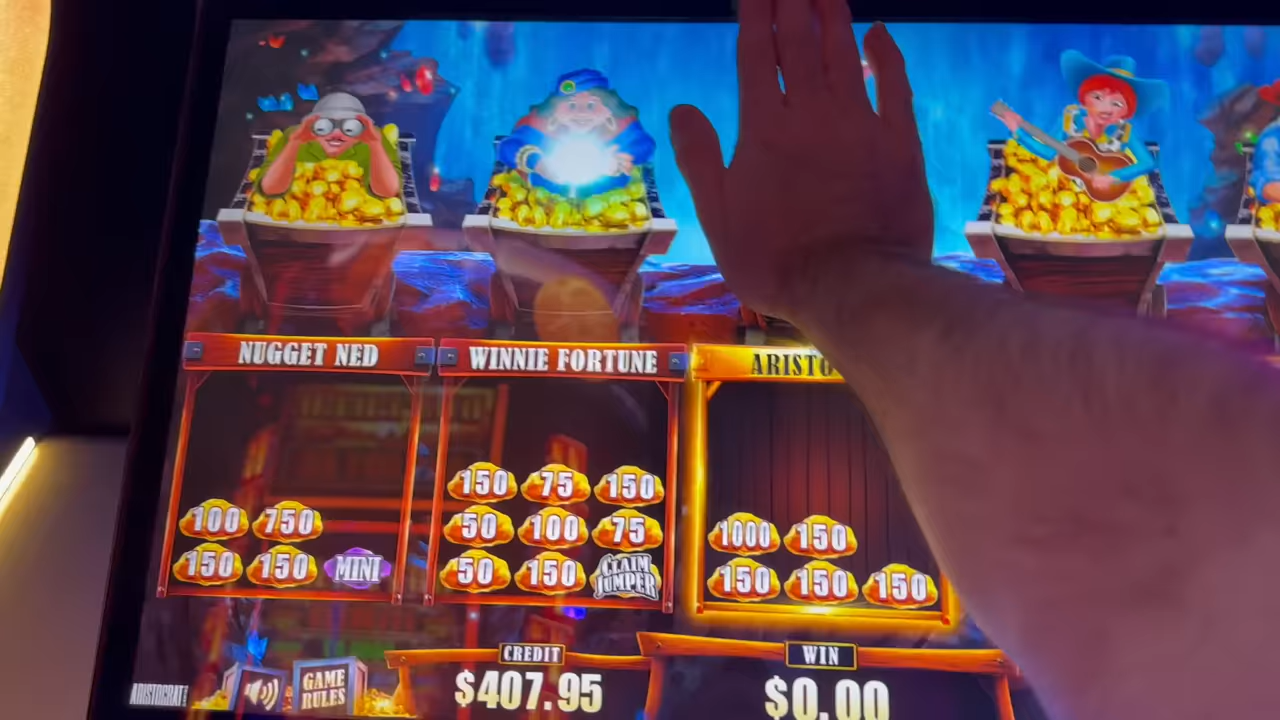 NUGGET NED
WINNIE FORTUNE
ARISTO
150 75 150
100 750
50 100 75
1000 150
150 150 MINI
50 150 CLAIM JUMPER
150 150 150
CREDIT
WIN
GAME RULES
$407.95
$0.00
ARISTOCRAT